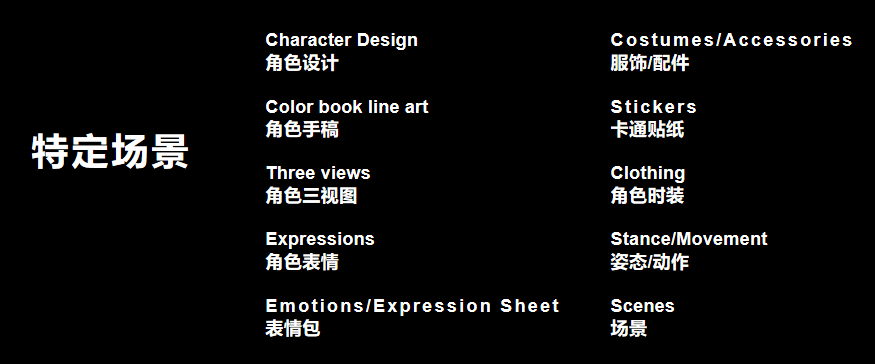 特定场景
Character Design
角色设计
Color book line art
角色手稿
Three views
角色三视图
Expressions
角色表情
Emotions/Expression Sheet
表情包
Costumes/Accessories
服饰/配件
Stickers
卡通贴纸
Clothing
角色时装
Stance/Movement
姿态/动作
Scenes
场景